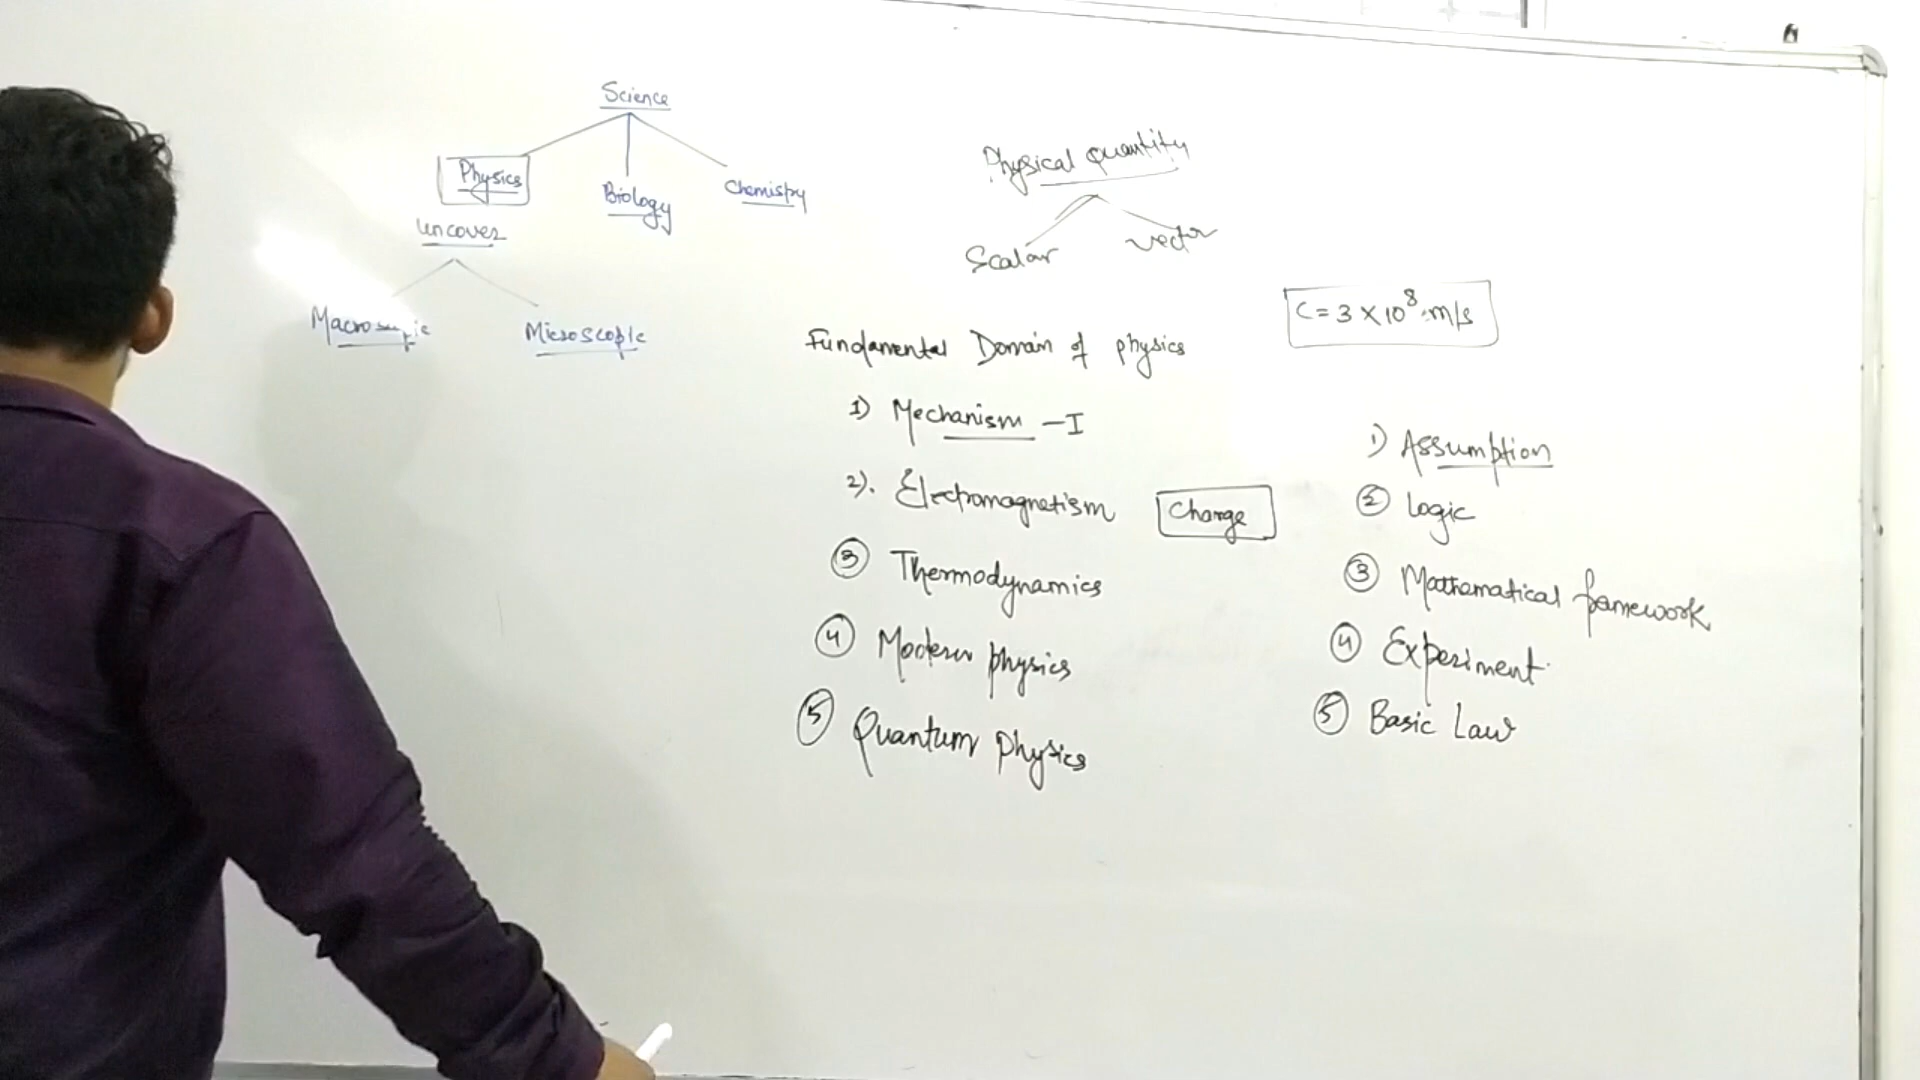 Science
Physics
Biology
Chemistry
uncover
Macroscopic
Microscopic
Physical quantity
Scalar
vector
C = 3 × 10⁸ m/s
Fundamental Domain of physics
1) Mechanism - I
2). Electromagnetism
Charge
③ Thermodynamics
④ Modern physics
⑤ Quantum physics
1) Assumption
② Logic
③ Mathematical framework
④ Experiment
⑤ Basic Law